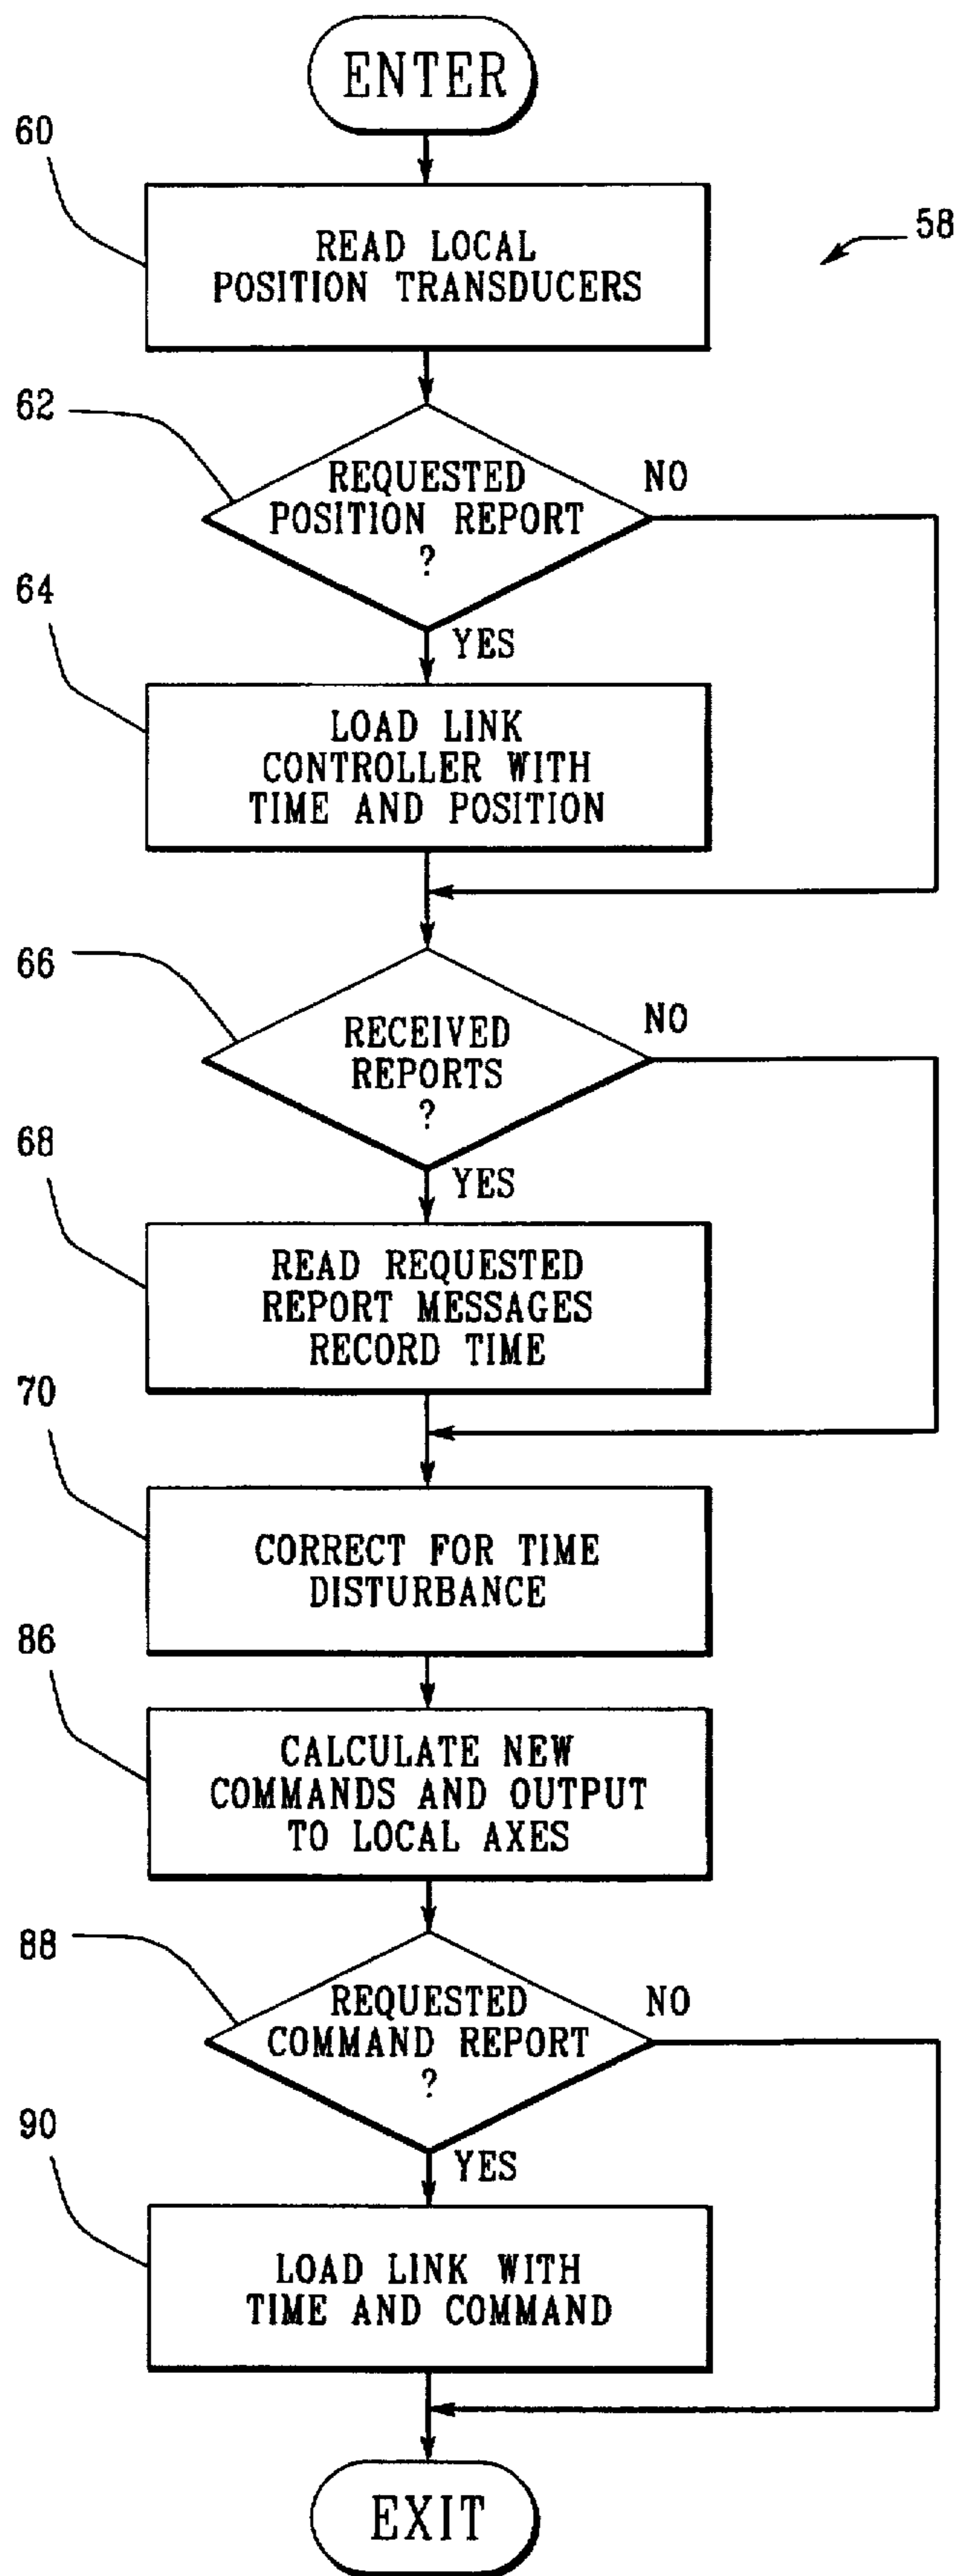 ENTER
60
READ LOCAL
POSITION TRANSDUCERS
58
62
REQUESTED
POSITION REPORT
?
NO
YES
64
LOAD LINK
CONTROLLER WITH
TIME AND POSITION
66
RECEIVED
REPORTS
?
NO
YES
68
READ REQUESTED
REPORT MESSAGES
RECORD TIME
70
CORRECT FOR TIME
DISTURBANCE
86
CALCULATE NEW
COMMANDS AND OUTPUT
TO LOCAL AXES
88
REQUESTED
COMMAND REPORT
?
NO
YES
90
LOAD LINK WITH
TIME AND COMMAND
EXIT